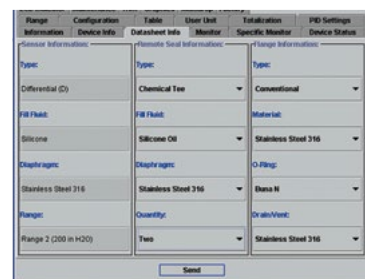 Range Configuration Table User Unit Totalization PID Settings
Information Device Info Datasheet Info Monitor Specific Monitor Device Status
Sensor Information: Remote Seal Information: Flange Information:
Type: Type: Type:
Differential (D) Chemical Tee Conventional
Fill Fluid: Fill Fluid: Material:
Silicone Silicone Oil Stainless Steel 316
Diaphragm: Diaphragm: O-Ring:
Stainless Steel 316 Stainless Steel 316 Buna N
Range: Quantity: Drain/Vent:
Range 2 (200 in H20) Two Stainless Steel 316
Send